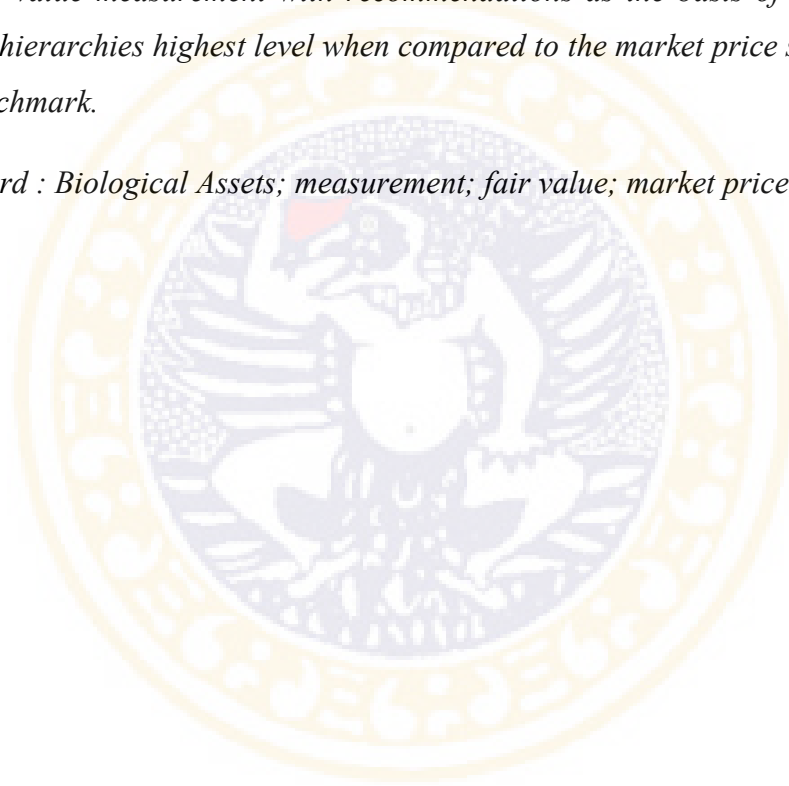 value measurement with recommendations as the basis of
hierarchies highest level when compared to the market price
chmark.
rd : Biological Assets; measurement; fair value; market price